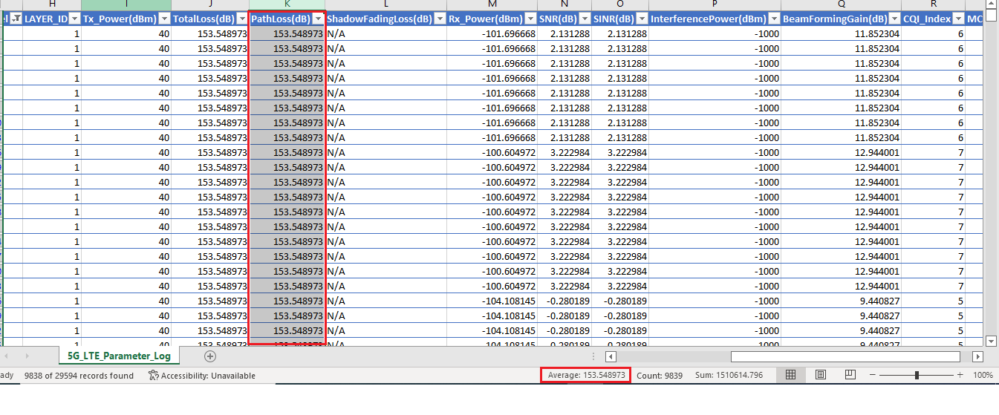 H I J K L M N O P Q R
LAYER_ID Tx_Power(dBm) TotalLoss(dB) PathLoss(dB) ShadowFadingLoss(dB) Rx_Power(dBm) SNR(dB) SINR(dB) InterferencePower(dBm) BeamFormingGain(dB) CQI_Index MC
1 40 153.548973 153.548973 N/A -101.696668 2.131288 2.131288 -1000 11.852304 6
1 40 153.548973 153.548973 N/A -101.696668 2.131288 2.131288 -1000 11.852304 6
1 40 153.548973 153.548973 N/A -101.696668 2.131288 2.131288 -1000 11.852304 6
1 40 153.548973 153.548973 N/A -101.696668 2.131288 2.131288 -1000 11.852304 6
1 40 153.548973 153.548973 N/A -101.696668 2.131288 2.131288 -1000 11.852304 6
1 40 153.548973 153.548973 N/A -101.696668 2.131288 2.131288 -1000 11.852304 6
1 40 153.548973 153.548973 N/A -101.696668 2.131288 2.131288 -1000 11.852304 6
1 40 153.548973 153.548973 N/A -101.696668 2.131288 2.131288 -1000 11.852304 6
1 40 153.548973 153.548973 N/A -100.604972 3.222984 3.222984 -1000 12.944001 7
1 40 153.548973 153.548973 N/A -100.604972 3.222984 3.222984 -1000 12.944001 7
1 40 153.548973 153.548973 N/A -100.604972 3.222984 3.222984 -1000 12.944001 7
1 40 153.548973 153.548973 N/A -100.604972 3.222984 3.222984 -1000 12.944001 7
1 40 153.548973 153.548973 N/A -100.604972 3.222984 3.222984 -1000 12.944001 7
1 40 153.548973 153.548973 N/A -100.604972 3.222984 3.222984 -1000 12.944001 7
1 40 153.548973 153.548973 N/A -100.604972 3.222984 3.222984 -1000 12.944001 7
1 40 153.548973 153.548973 N/A -100.604972 3.222984 3.222984 -1000 12.944001 7
1 40 153.548973 153.548973 N/A -100.604972 3.222984 3.222984 -1000 12.944001 7
1 40 153.548973 153.548973 N/A -100.604972 3.222984 3.222984 -1000 12.944001 7
1 40 153.548973 153.548973 N/A -104.108145 -0.280189 -0.280189 -1000 9.440827 5
1 40 153.548973 153.548973 N/A -104.108145 -0.280189 -0.280189 -1000 9.440827 5
1 40 153.548973 153.548973 N/A -104.108145 -0.280189 -0.280189 -1000 9.440827 5
1 40 153.548973 153.548973 N/A -104.108145 -0.280189 -0.280189 -1000 9.440827 5
5G_LTE_Parameter_Log
ady 9838 of 29594 records found Accessibility: Unavailable Average: 153.548973 Count: 9839 Sum: 1510614.796 100%